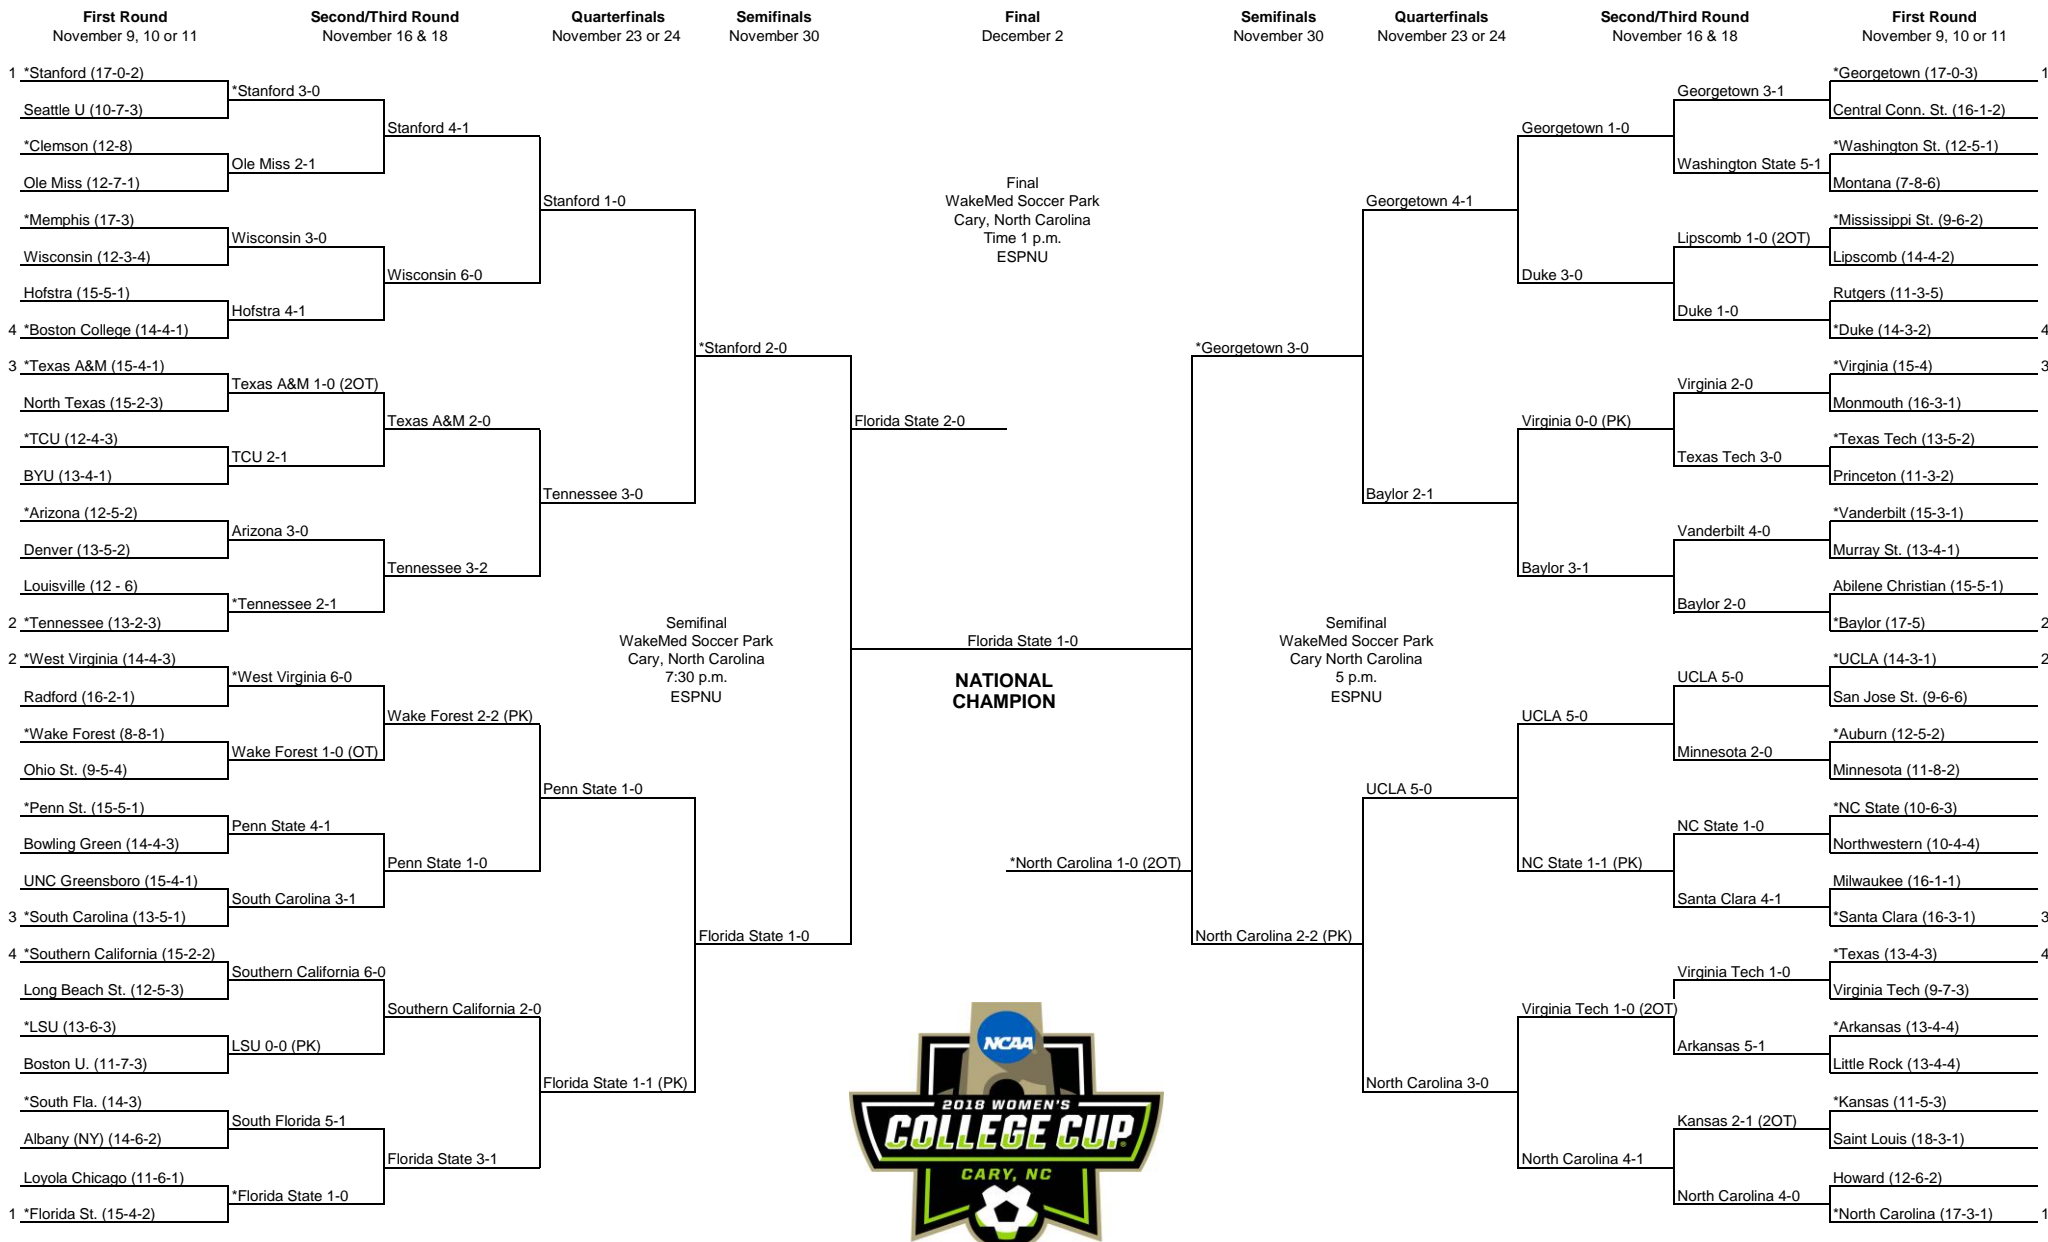 First Round
November 9, 10 or 11
Second/Third Round
November 16 & 18
Quarterfinals
November 23 or 24
Semifinals
November 30
Final
December 2
Semifinals
November 30
Quarterfinals
November 23 or 24
Second/Third Round
November 16 & 18
First Round
November 9, 10 or 11
1 *Stanford (17-0-2)
Seattle U (10-7-3)
*Clemson (12-8)
Ole Miss (12-7-1)
*Memphis (17-3)
Wisconsin (12-3-4)
Hofstra (15-5-1)
4 *Boston College (14-4-1)
3 *Texas A&M (15-4-1)
North Texas (15-2-3)
*TCU (12-4-3)
BYU (13-4-1)
*Arizona (12-5-2)
Denver (13-5-2)
Louisville (12 - 6)
2 *Tennessee (13-2-3)
2 *West Virginia (14-4-3)
Radford (16-2-1)
*Wake Forest (8-8-1)
Ohio St. (9-5-4)
*Penn St. (15-5-1)
Bowling Green (14-4-3)
UNC Greensboro (15-4-1)
3 *South Carolina (13-5-1)
4 *Southern California (15-2-2)
Long Beach St. (12-5-3)
*LSU (13-6-3)
Boston U. (11-7-3)
*South Fla. (14-3)
Albany (NY) (14-6-2)
Loyola Chicago (11-6-1)
1 *Florida St. (15-4-2)
*Stanford 3-0
Ole Miss 2-1
Wisconsin 3-0
Hofstra 4-1
Texas A&M 1-0 (2OT)
TCU 2-1
Arizona 3-0
*Tennessee 2-1
*West Virginia 6-0
Wake Forest 1-0 (OT)
Penn State 4-1
South Carolina 3-1
Southern California 6-0
LSU 0-0 (PK)
South Florida 5-1
*Florida State 1-0
Stanford 4-1
Wisconsin 6-0
Texas A&M 2-0
Tennessee 3-2
Wake Forest 2-2 (PK)
Penn State 1-0
Southern California 2-0
Florida State 3-1
Stanford 1-0
Tennessee 3-0
Penn State 1-0
Florida State 1-1 (PK)
*Stanford 2-0
Florida State 1-0
Semifinal
WakeMed Soccer Park
Cary, North Carolina
7:30 p.m.
ESPNU
Florida State 2-0
Final
WakeMed Soccer Park
Cary, North Carolina
Time 1 p.m.
ESPNU
Florida State 1-0
NATIONAL
CHAMPION
*North Carolina 1-0 (2OT)
NCAA
2018 WOMEN'S
COLLEGE CUP
CARY, NC
*Georgetown 3-0
North Carolina 2-2 (PK)
Semifinal
WakeMed Soccer Park
Cary North Carolina
5 p.m.
ESPNU
Georgetown 4-1
Baylor 2-1
UCLA 5-0
North Carolina 3-0
Georgetown 1-0
Duke 3-0
Virginia 0-0 (PK)
Baylor 3-1
UCLA 5-0
NC State 1-1 (PK)
Virginia Tech 1-0 (2OT)
North Carolina 4-1
Georgetown 3-1
Washington State 5-1
Lipscomb 1-0 (2OT)
Duke 1-0
Virginia 2-0
Texas Tech 3-0
Vanderbilt 4-0
Baylor 2-0
UCLA 5-0
Minnesota 2-0
NC State 1-0
Santa Clara 4-1
Virginia Tech 1-0
Arkansas 5-1
Kansas 2-1 (2OT)
North Carolina 4-0
*Georgetown (17-0-3) 1
Central Conn. St. (16-1-2)
*Washington St. (12-5-1)
Montana (7-8-6)
*Mississippi St. (9-6-2)
Lipscomb (14-4-2)
Rutgers (11-3-5)
*Duke (14-3-2) 4
*Virginia (15-4) 3
Monmouth (16-3-1)
*Texas Tech (13-5-2)
Princeton (11-3-2)
*Vanderbilt (15-3-1)
Murray St. (13-4-1)
Abilene Christian (15-5-1)
*Baylor (17-5) 2
*UCLA (14-3-1) 2
San Jose St. (9-6-6)
*Auburn (12-5-2)
Minnesota (11-8-2)
*NC State (10-6-3)
Northwestern (10-4-4)
Milwaukee (16-1-1)
*Santa Clara (16-3-1) 3
*Texas (13-4-3) 4
Virginia Tech (9-7-3)
*Arkansas (13-4-4)
Little Rock (13-4-4)
*Kansas (11-5-3)
Saint Louis (18-3-1)
Howard (12-6-2)
*North Carolina (17-3-1) 1